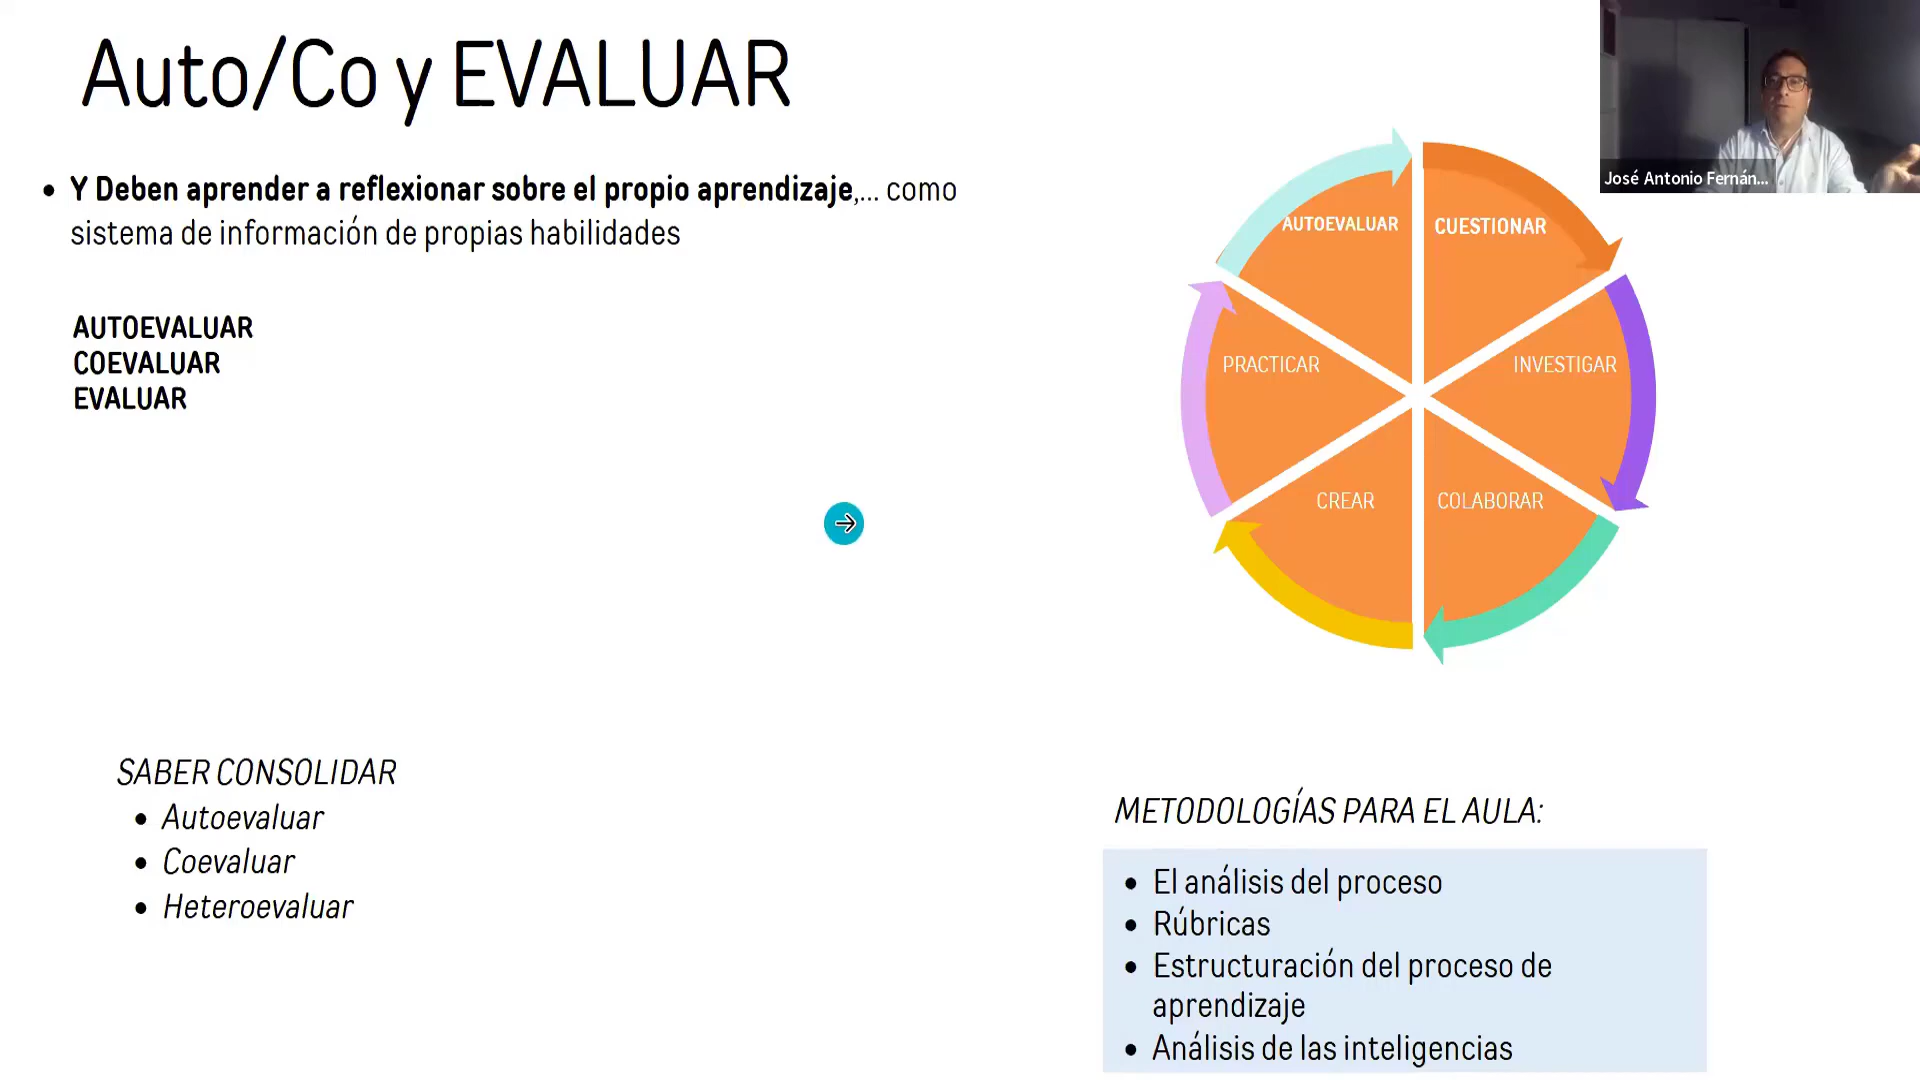 Auto/Co y EVALUAR
José Antonio Fernán...
• Y Deben aprender a reflexionar sobre el propio aprendizaje,... como
sistema de información de propias habilidades
AUTOEVALUAR
COEVALUAR
EVALUAR
AUTOEVALUAR
CUESTIONAR
PRACTICAR
INVESTIGAR
CREAR
COLABORAR
SABER CONSOLIDAR
• Autoevaluar
• Coevaluar
• Heteroevaluar
METODOLOGÍAS PARA EL AULA:
• El análisis del proceso
• Rúbricas
• Estructuración del proceso de
aprendizaje
• Análisis de las inteligencias